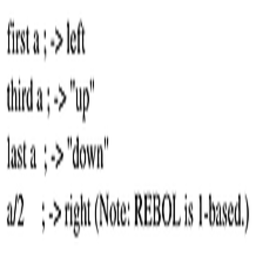 first a ; -> left
third a ; -> "up"
last a ; -> "down"
a/2 ; -> right (Note: REBOL is 1-based.)